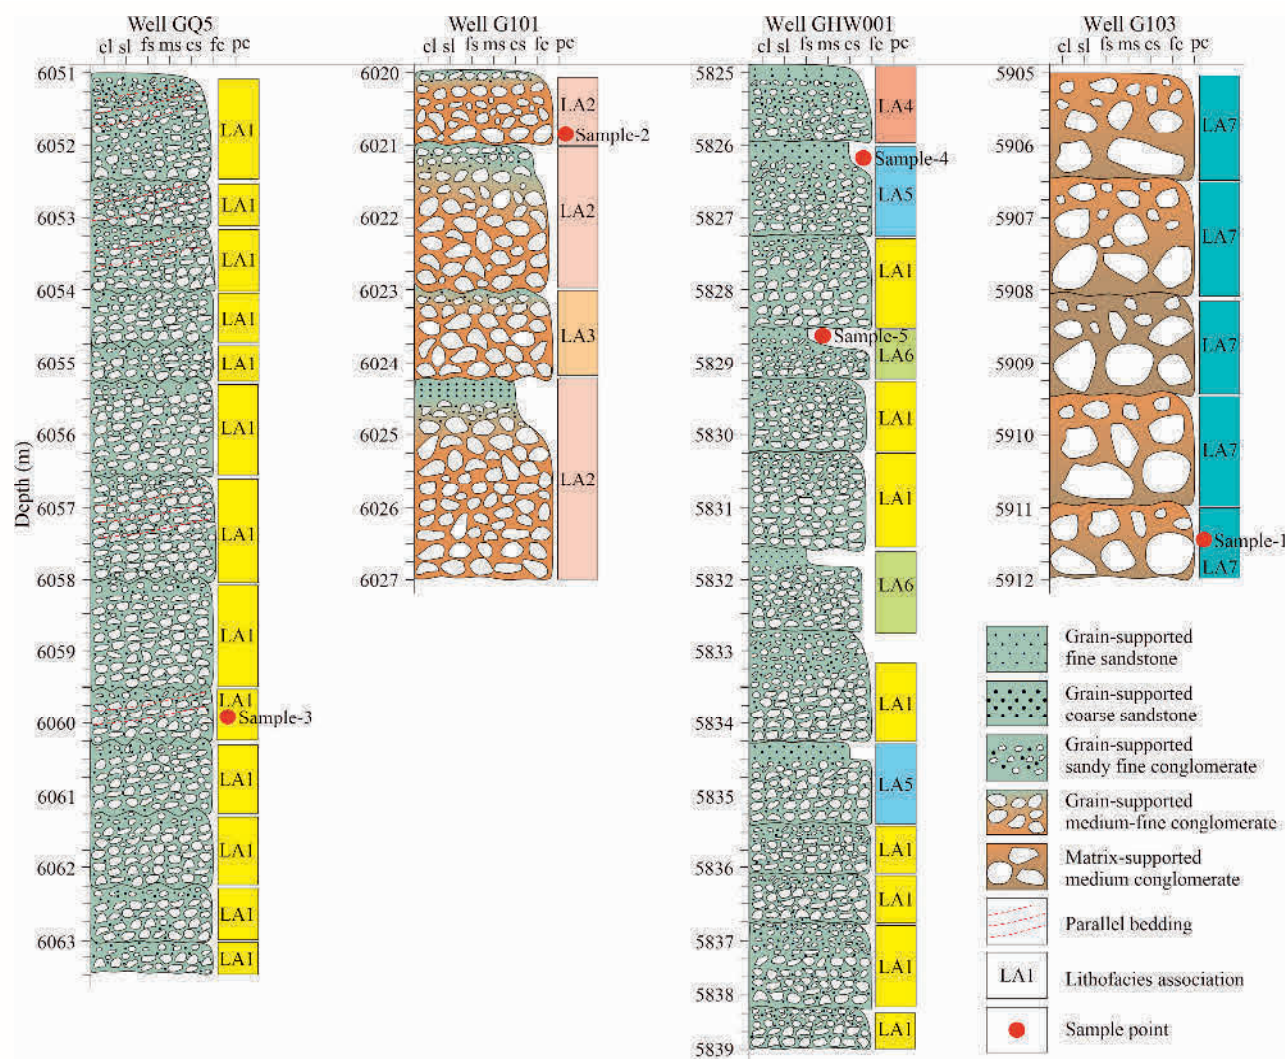 Well GQ5
cl sl fs ms cs fc pc
Depth (m)
6051
6052
6053
6054
6055
6056
6057
6058
6059
6060
6061
6062
6063
LA1
LA1
LA1
LA1
LA1
LA1
LA1
LA1
LA1
Sample-3
LA1
LA1
LA1
LA1
Well G101
cl sl fs ms cs fc pc
6020
6021
6022
6023
6024
6025
6026
6027
LA2
Sample-2
LA2
LA3
LA2
Well GHW001
cl sl fs ms cs fc pc
5825
5826
5827
5828
5829
5830
5831
5832
5833
5834
5835
5836
5837
5838
5839
LA4
Sample-4
LA5
LA1
Sample-5
LA6
LA1
LA1
LA6
LA1
LA5
LA1
LA1
LA1
LA1
Well G103
cl sl fs ms cs fc pc
5905
5906
5907
5908
5909
5910
5911
5912
LA7
LA7
LA7
LA7
Sample-1
LA7
Grain-supported
fine sandstone
Grain-supported
coarse sandstone
Grain-supported
sandy fine conglomerate
Grain-supported
medium-fine conglomerate
Matrix-supported
medium conglomerate
Parallel bedding
LA1
Lithofacies association
Sample point